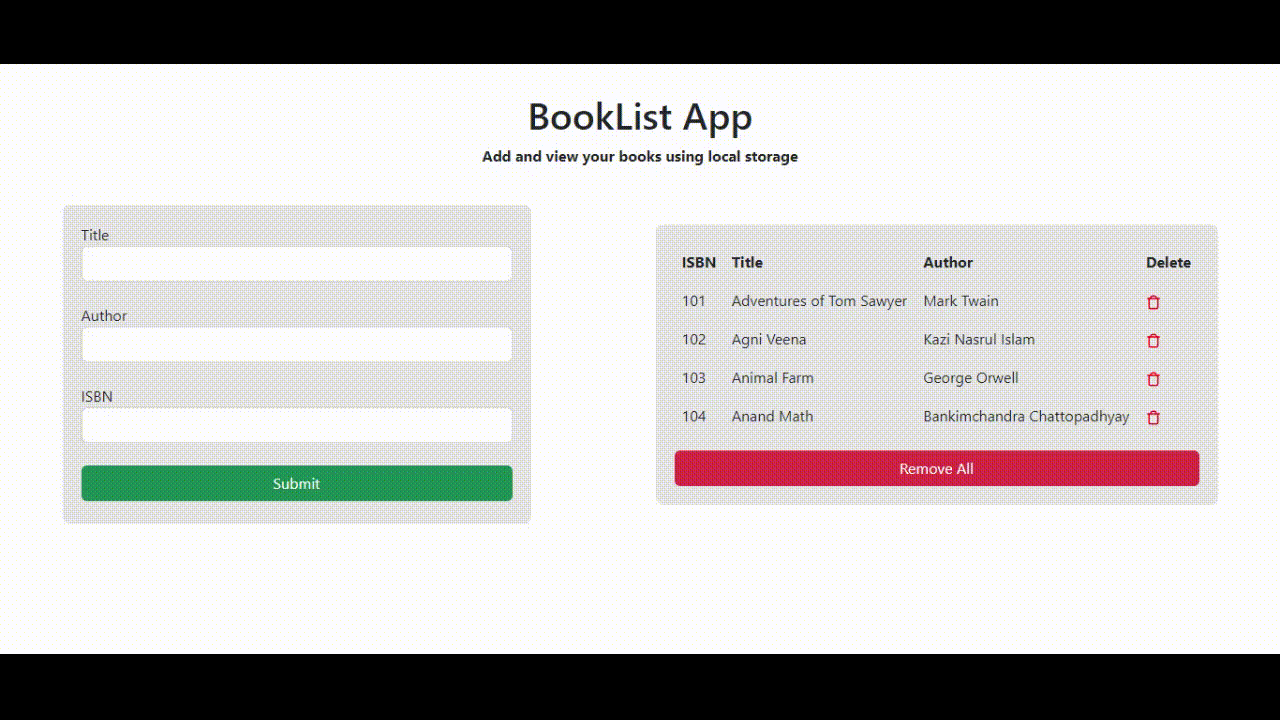 BookList App
Add and view your books using local storage
Title
Author
ISBN
Submit
ISBN Title Author Delete
101 Adventures of Tom Sawyer Mark Twain
102 Agni Veena Kazi Nasrul Islam
103 Animal Farm George Orwell
104 Anand Math Bankimchandra Chattopadhyay
Remove All